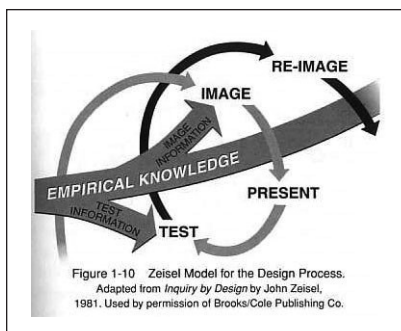 RE-IMAGE
IMAGE
IMAGE
INFORMATION
EMPIRICAL KNOWLEDGE
PRESENT
TEST
INFORMATION
TEST
Figure 1-10 Zeisel Model for the Design Process.
Adapted from Inquiry by Design by John Zeisel,
1981. Used by permission of Brooks/Cole Publishing Co.